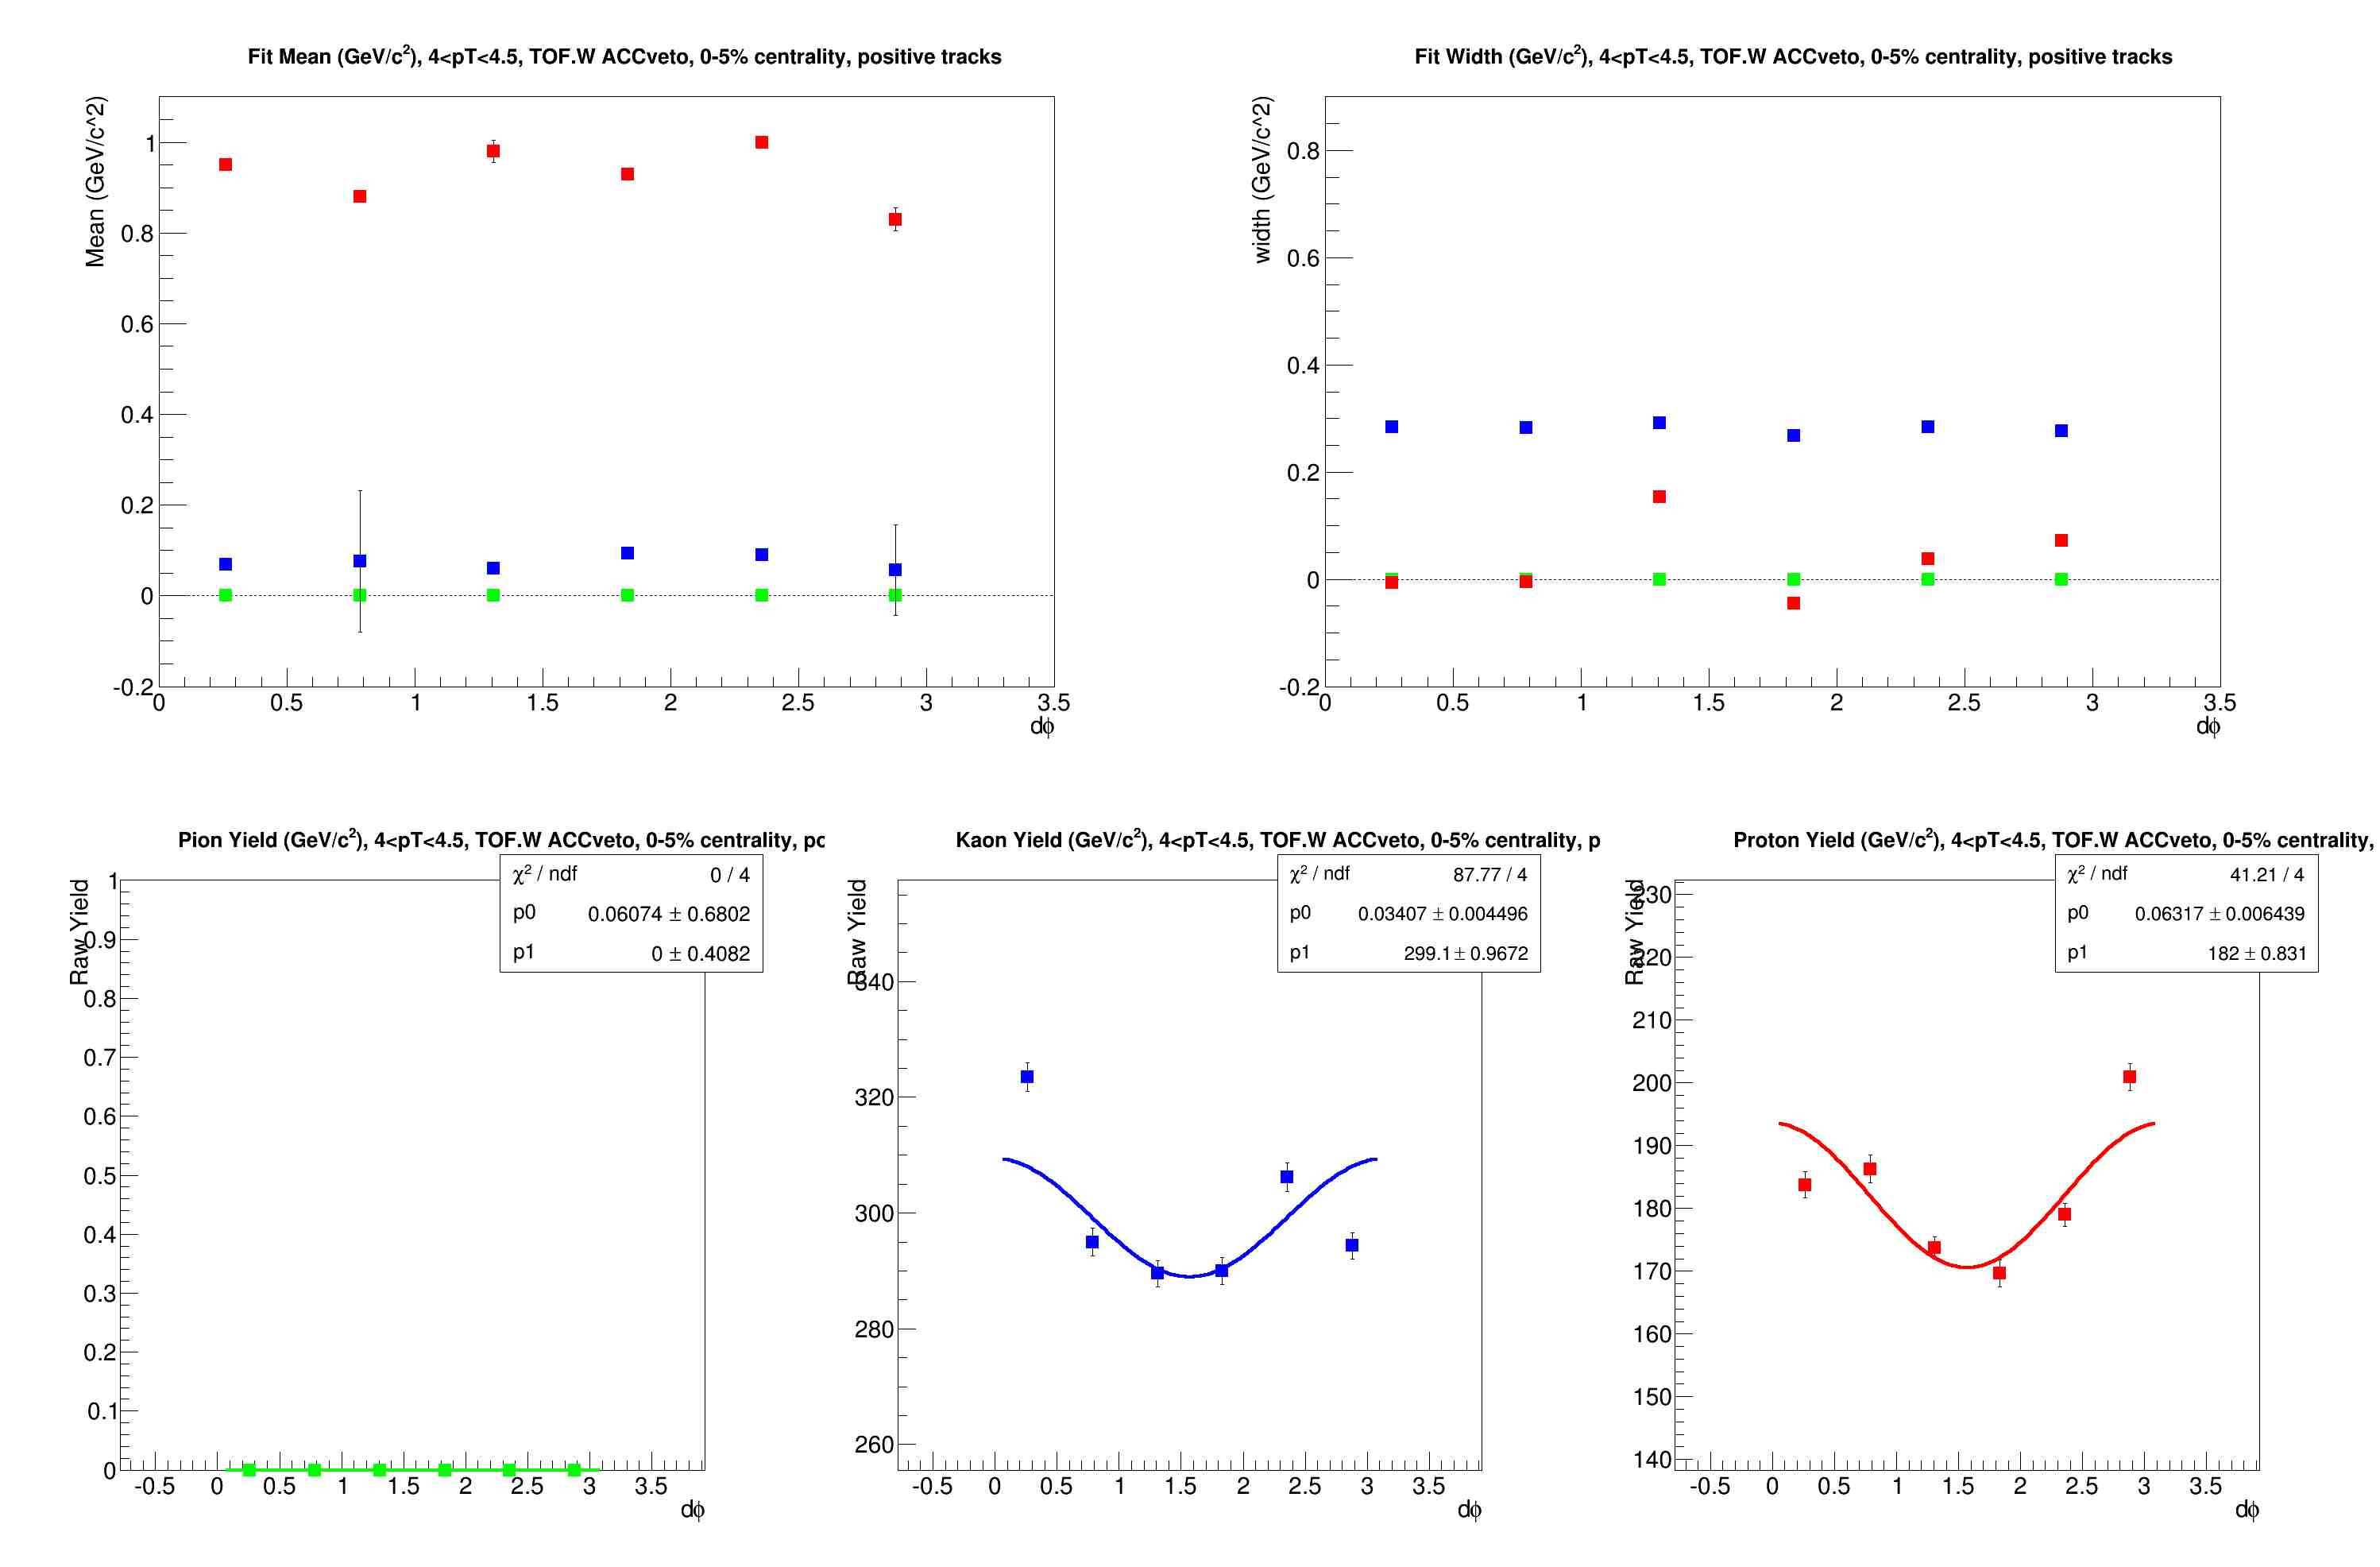 Fit Mean (GeV/c²), 4<pT<4.5, TOF.W ACCveto, 0-5% centrality, positive tracks
Mean (GeV/c^2)
1
0.8
0.6
0.4
0.2
0
-0.2
0 0.5 1 1.5 2 2.5 3 3.5
dϕ
Fit Width (GeV/c²), 4<pT<4.5, TOF.W ACCveto, 0-5% centrality, positive tracks
width (GeV/c^2)
0.8
0.6
0.4
0.2
0
-0.2
0 0.5 1 1.5 2 2.5 3 3.5
dϕ
Pion Yield (GeV/c²), 4<pT<4.5, TOF.W ACCveto, 0-5% centrality, po
χ² / ndf 0 / 4
p0 0.06074 ± 0.6802
p1 0 ± 0.4082
Raw Yield
1
0.9
0.8
0.7
0.6
0.5
0.4
0.3
0.2
0.1
0
-0.5 0 0.5 1 1.5 2 2.5 3 3.5
dϕ
Kaon Yield (GeV/c²), 4<pT<4.5, TOF.W ACCveto, 0-5% centrality, p
χ² / ndf 87.77 / 4
p0 0.03407 ± 0.004496
p1 299.1 ± 0.9672
Raw Yield
340
320
300
280
260
-0.5 0 0.5 1 1.5 2 2.5 3 3.5
dϕ
Proton Yield (GeV/c²), 4<pT<4.5, TOF.W ACCveto, 0-5% centrality,
χ² / ndf 41.21 / 4
p0 0.06317 ± 0.006439
p1 182 ± 0.831
Raw Yield
230
220
210
200
190
180
170
160
150
140
-0.5 0 0.5 1 1.5 2 2.5 3 3.5
dϕ